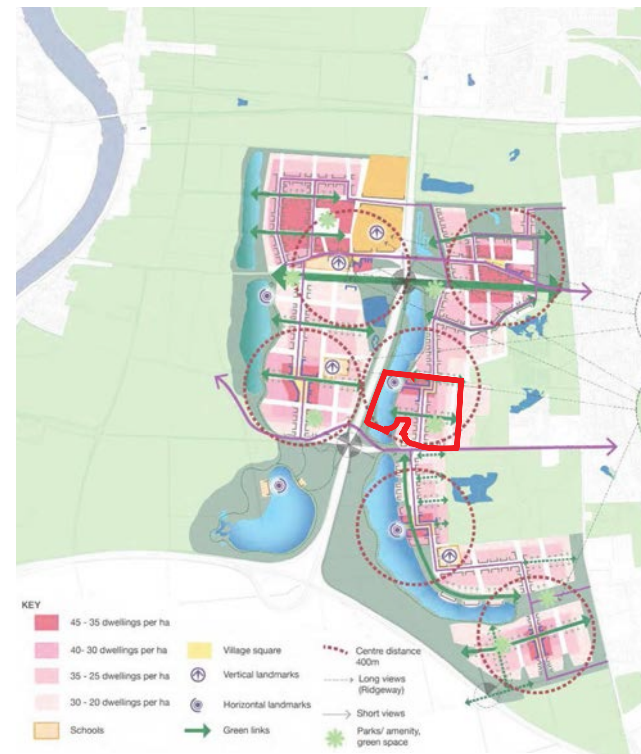 KEY
45 - 35 dwellings per ha
40- 30 dwellings per ha
35 - 25 dwellings per ha
30 - 20 dwellings per ha
Schools
Village square
Vertical landmarks
Horizontal landmarks
Green links
Centre distance
400m
Long views
(Ridgeway)
Short views
Parks/ amenity,
green space